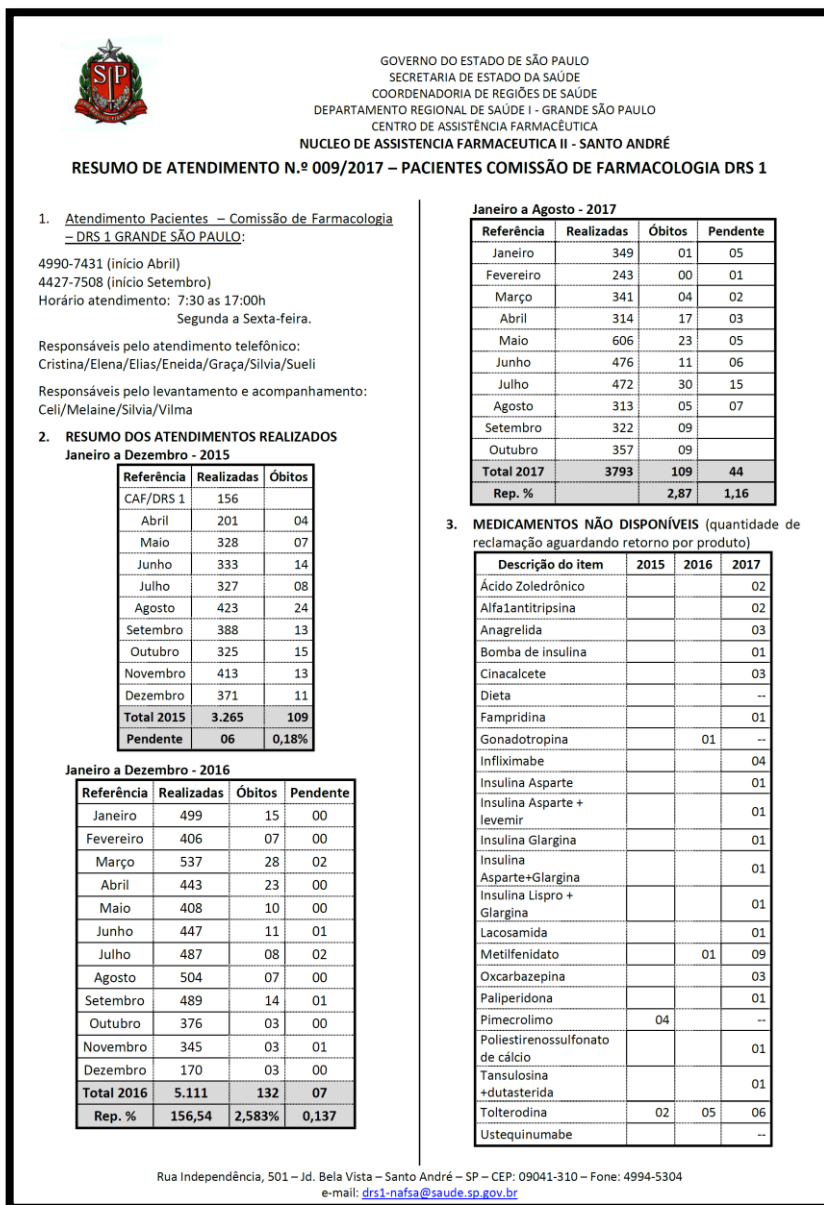 SP
GOVERNO DO ESTADO DE SÃO PAULO
SECRETARIA DE ESTADO DA SAÚDE
COORDENADORIA DE REGIÕES DE SAÚDE
DEPARTAMENTO REGIONAL DE SAÚDE I - GRANDE SÃO PAULO
CENTRO DE ASSISTÊNCIA FARMACÊUTICA
NUCLEO DE ASSISTENCIA FARMACEUTICA II - SANTO ANDRÉ
RESUMO DE ATENDIMENTO N.º 009/2017 – PACIENTES COMISSÃO DE FARMACOLOGIA DRS 1
1. Atendimento Pacientes – Comissão de Farmacologia
– DRS 1 GRANDE SÃO PAULO:
4990-7431 (início Abril)
4427-7508 (início Setembro)
Horário atendimento: 7:30 as 17:00h
Segunda a Sexta-feira.
Responsáveis pelo atendimento telefônico:
Cristina/Elena/Elias/Eneida/Graça/Silvia/Sueli
Responsáveis pelo levantamento e acompanhamento:
Celi/Melaine/Silvia/Vilma
2. RESUMO DOS ATENDIMENTOS REALIZADOS
Janeiro a Dezembro - 2015
Referência Realizadas Óbitos
CAF/DRS 1 156
Abril 201 04
Maio 328 07
Junho 333 14
Julho 327 08
Agosto 423 24
Setembro 388 13
Outubro 325 15
Novembro 413 13
Dezembro 371 11
Total 2015 3.265 109
Pendente 06 0,18%
Janeiro a Dezembro - 2016
Referência Realizadas Óbitos Pendente
Janeiro 499 15 00
Fevereiro 406 07 00
Março 537 28 02
Abril 443 23 00
Maio 408 10 00
Junho 447 11 01
Julho 487 08 02
Agosto 504 07 00
Setembro 489 14 01
Outubro 376 03 00
Novembro 345 03 01
Dezembro 170 03 00
Total 2016 5.111 132 07
Rep. % 156,54 2,583% 0,137
Janeiro a Agosto - 2017
Referência Realizadas Óbitos Pendente
Janeiro 349 01 05
Fevereiro 243 00 01
Março 341 04 02
Abril 314 17 03
Maio 606 23 05
Junho 476 11 06
Julho 472 30 15
Agosto 313 05 07
Setembro 322 09
Outubro 357 09
Total 2017 3793 109 44
Rep. % 2,87 1,16
3. MEDICAMENTOS NÃO DISPONÍVEIS (quantidade de
reclamação aguardando retorno por produto)
Descrição do item 2015 2016 2017
Ácido Zoledrônico 02
Alfa1antitripsina 02
Anagrelida 03
Bomba de insulina 01
Cinacalcete 03
Dieta --
Fampridina 01
Gonadotropina 01 --
Infliximabe 04
Insulina Asparte 01
Insulina Asparte +
levemir 01
Insulina Glargina 01
Insulina
Asparte+Glargina 01
Insulina Lispro +
Glargina 01
Lacosamida 01
Metilfenidato 01 09
Oxcarbazepina 03
Paliperidona 01
Pimecrolimo 04 --
Poliestirenossulfonato
de cálcio 01
Tansulosina
+dutasterida 01
Tolterodina 02 05 06
Ustequinumabe --
Rua Independência, 501 – Jd. Bela Vista – Santo André – SP – CEP: 09041-310 – Fone: 4994-5304
e-mail: drs1-nafsa@saude.sp.gov.br